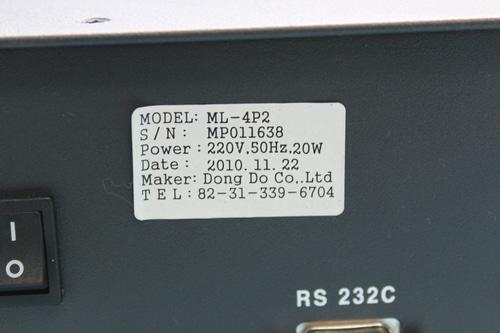 MODEL: ML-4P2
S/N: MP011638
Power: 220V,50Hz,20W
Date: 2010.11.22
Maker: Dong Do Co,.Ltd
TEL: 82-31-339-6704
I
O
RS 232C